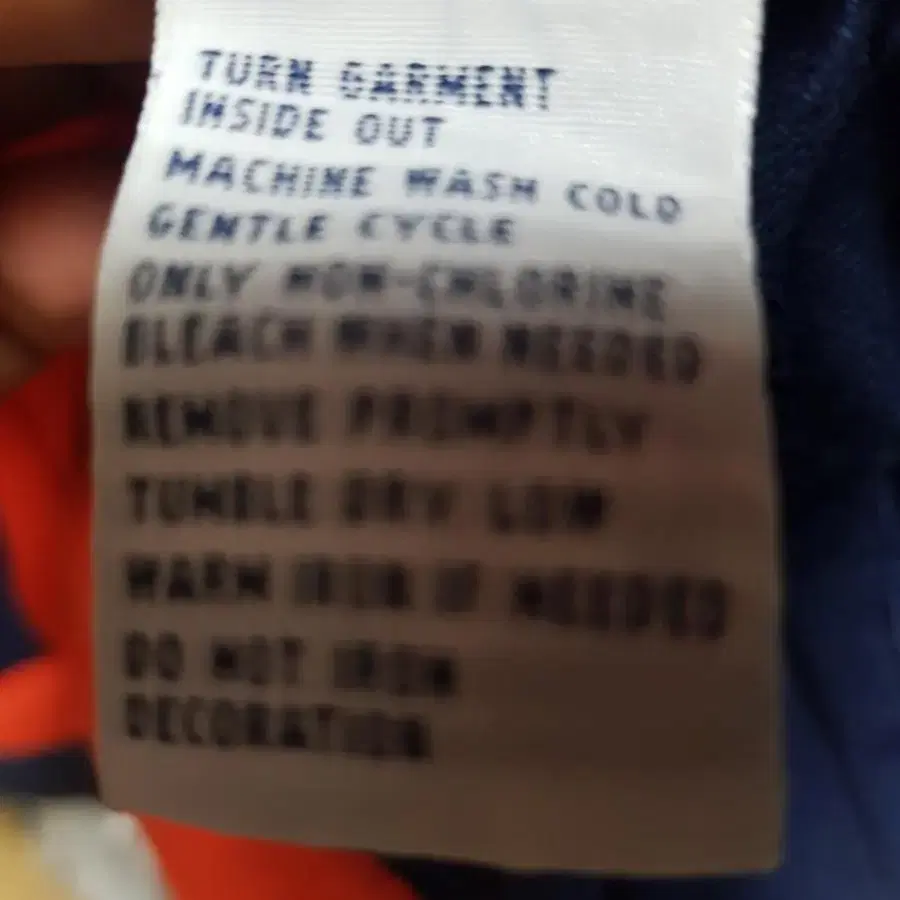 TURN GARMENT
INSIDE OUT
MACHINE WASH COLD
GENTLE CYCLE
ONLY NON-CHLORINE
BLEACH WHEN NEEDED
REMOVE PROMPTLY
TUMBLE DRY LOW
WARM IRON IF NEEDED
DO NOT IRON
DECORATION